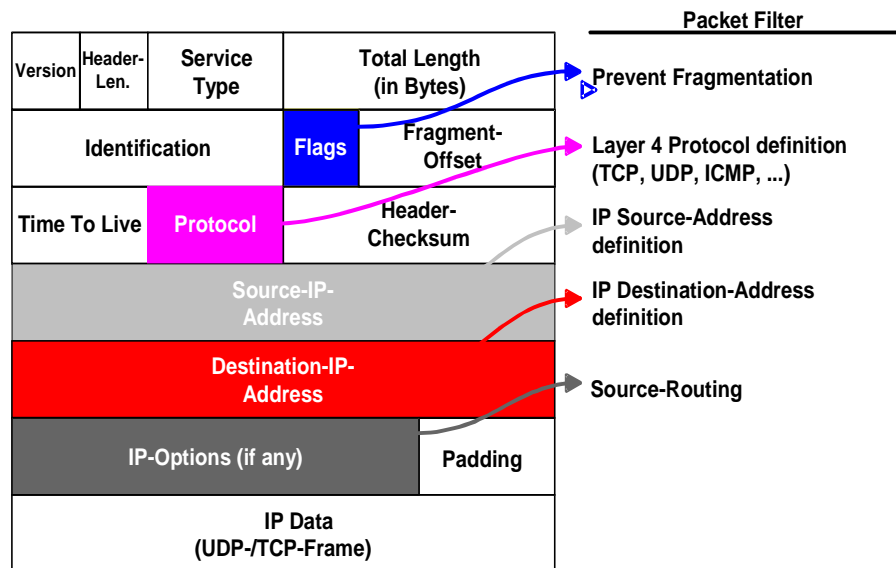 Packet Filter
Version
Header-
Len.
Service
Type
Total Length
(in Bytes)
Prevent Fragmentation
Identification
Flags
Fragment-
Offset
Layer 4 Protocol definition
(TCP, UDP, ICMP, ...)
Time To Live
Protocol
Header-
Checksum
IP Source-Address
definition
Source-IP-
Address
IP Destination-Address
definition
Destination-IP-
Address
Source-Routing
IP-Options (if any)
Padding
IP Data
(UDP-/TCP-Frame)